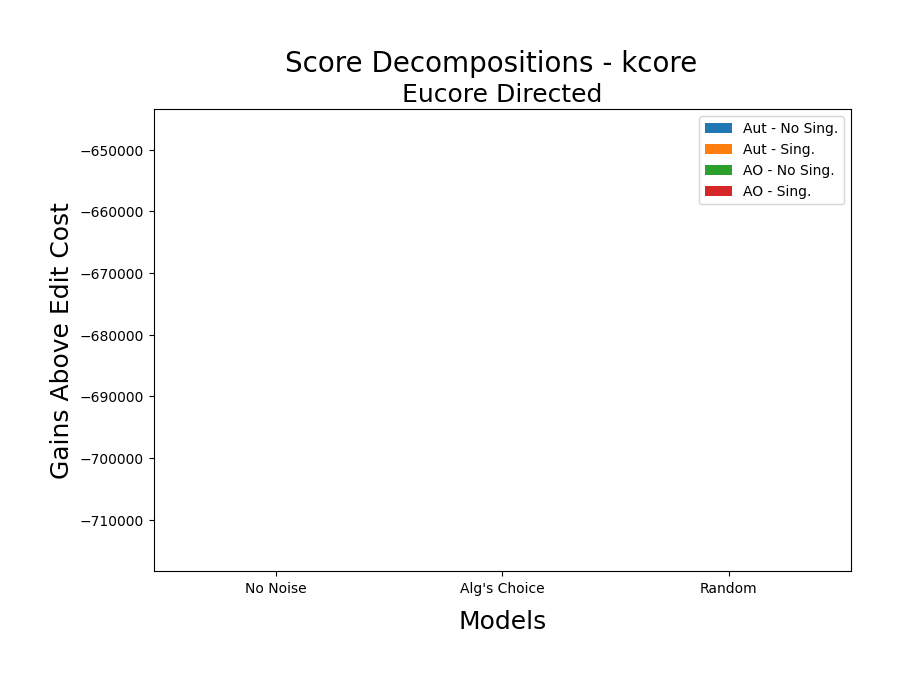 Score Decompositions - kcore
Eucore Directed
Aut - No Sing.
Aut - Sing.
AO - No Sing.
AO - Sing.
Gains Above Edit Cost
−650000
−660000
−670000
−680000
−690000
−700000
−710000
No Noise
Alg's Choice
Random
Models